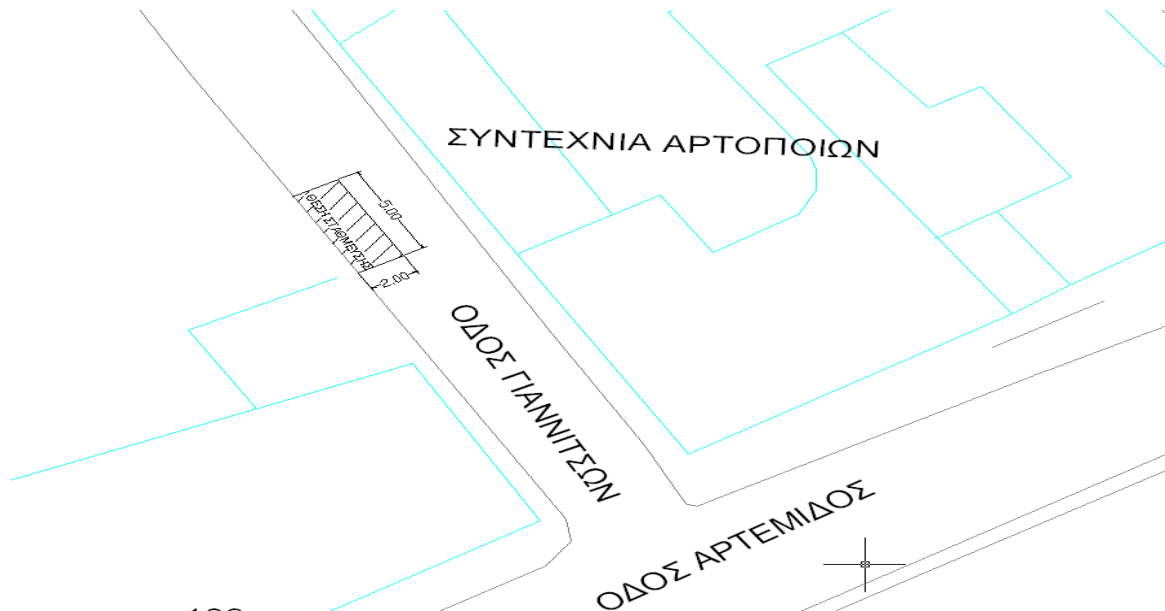 ΣΥΝΤΕΧΝΙΑ ΑΡΤΟΠΟΙΩΝ
5.00
ΘΕΣΗ ΣΤΑΘΜΕΥΣΗΣ
2.00
ΟΔΟΣ ΓΙΑΝΝΙΤΣΩΝ
ΟΔΟΣ ΑΡΤΕΜΙΔΟΣ